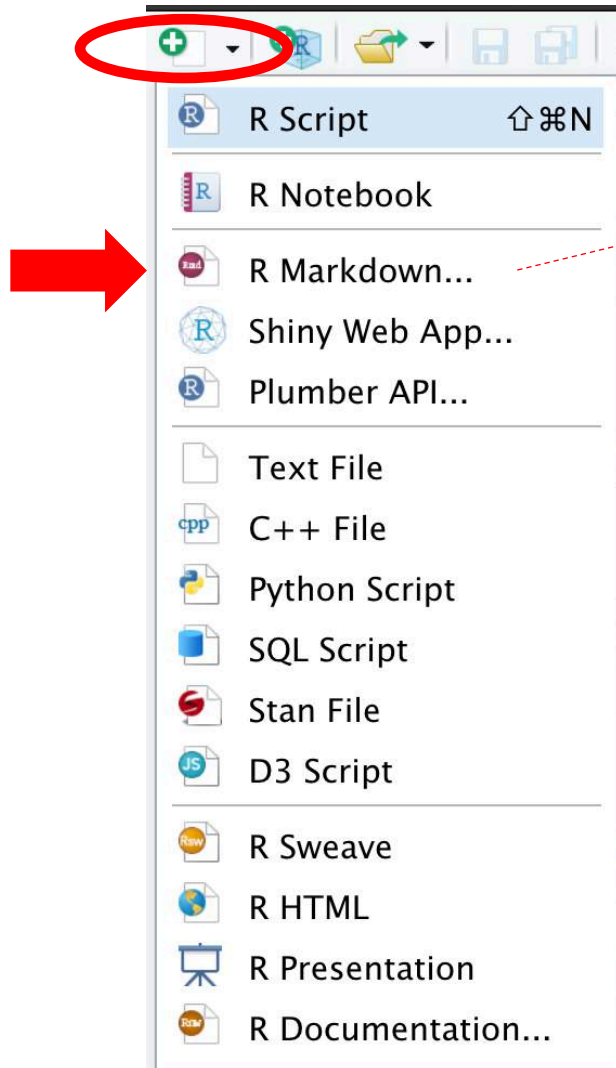 R Script ⇧⌘N
R Notebook
R Markdown...
Shiny Web App...
Plumber API...
Text File
C++ File
Python Script
SQL Script
Stan File
D3 Script
R Sweave
R HTML
R Presentation
R Documentation...